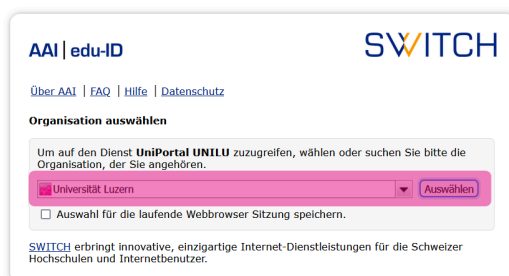 AAI | edu-ID
SWITCH
Über AAI | FAQ | Hilfe | Datenschutz
Organisation auswählen
Um auf den Dienst UniPortal UNILU zuzugreifen, wählen oder suchen Sie bitte die
Organisation, der Sie angehören.
Universität Luzern
Auswählen
Auswahl für die laufende Webbrowser Sitzung speichern.
SWITCH erbringt innovative, einzigartige Internet-Dienstleistungen für die Schweizer
Hochschulen und Internetbenutzer.